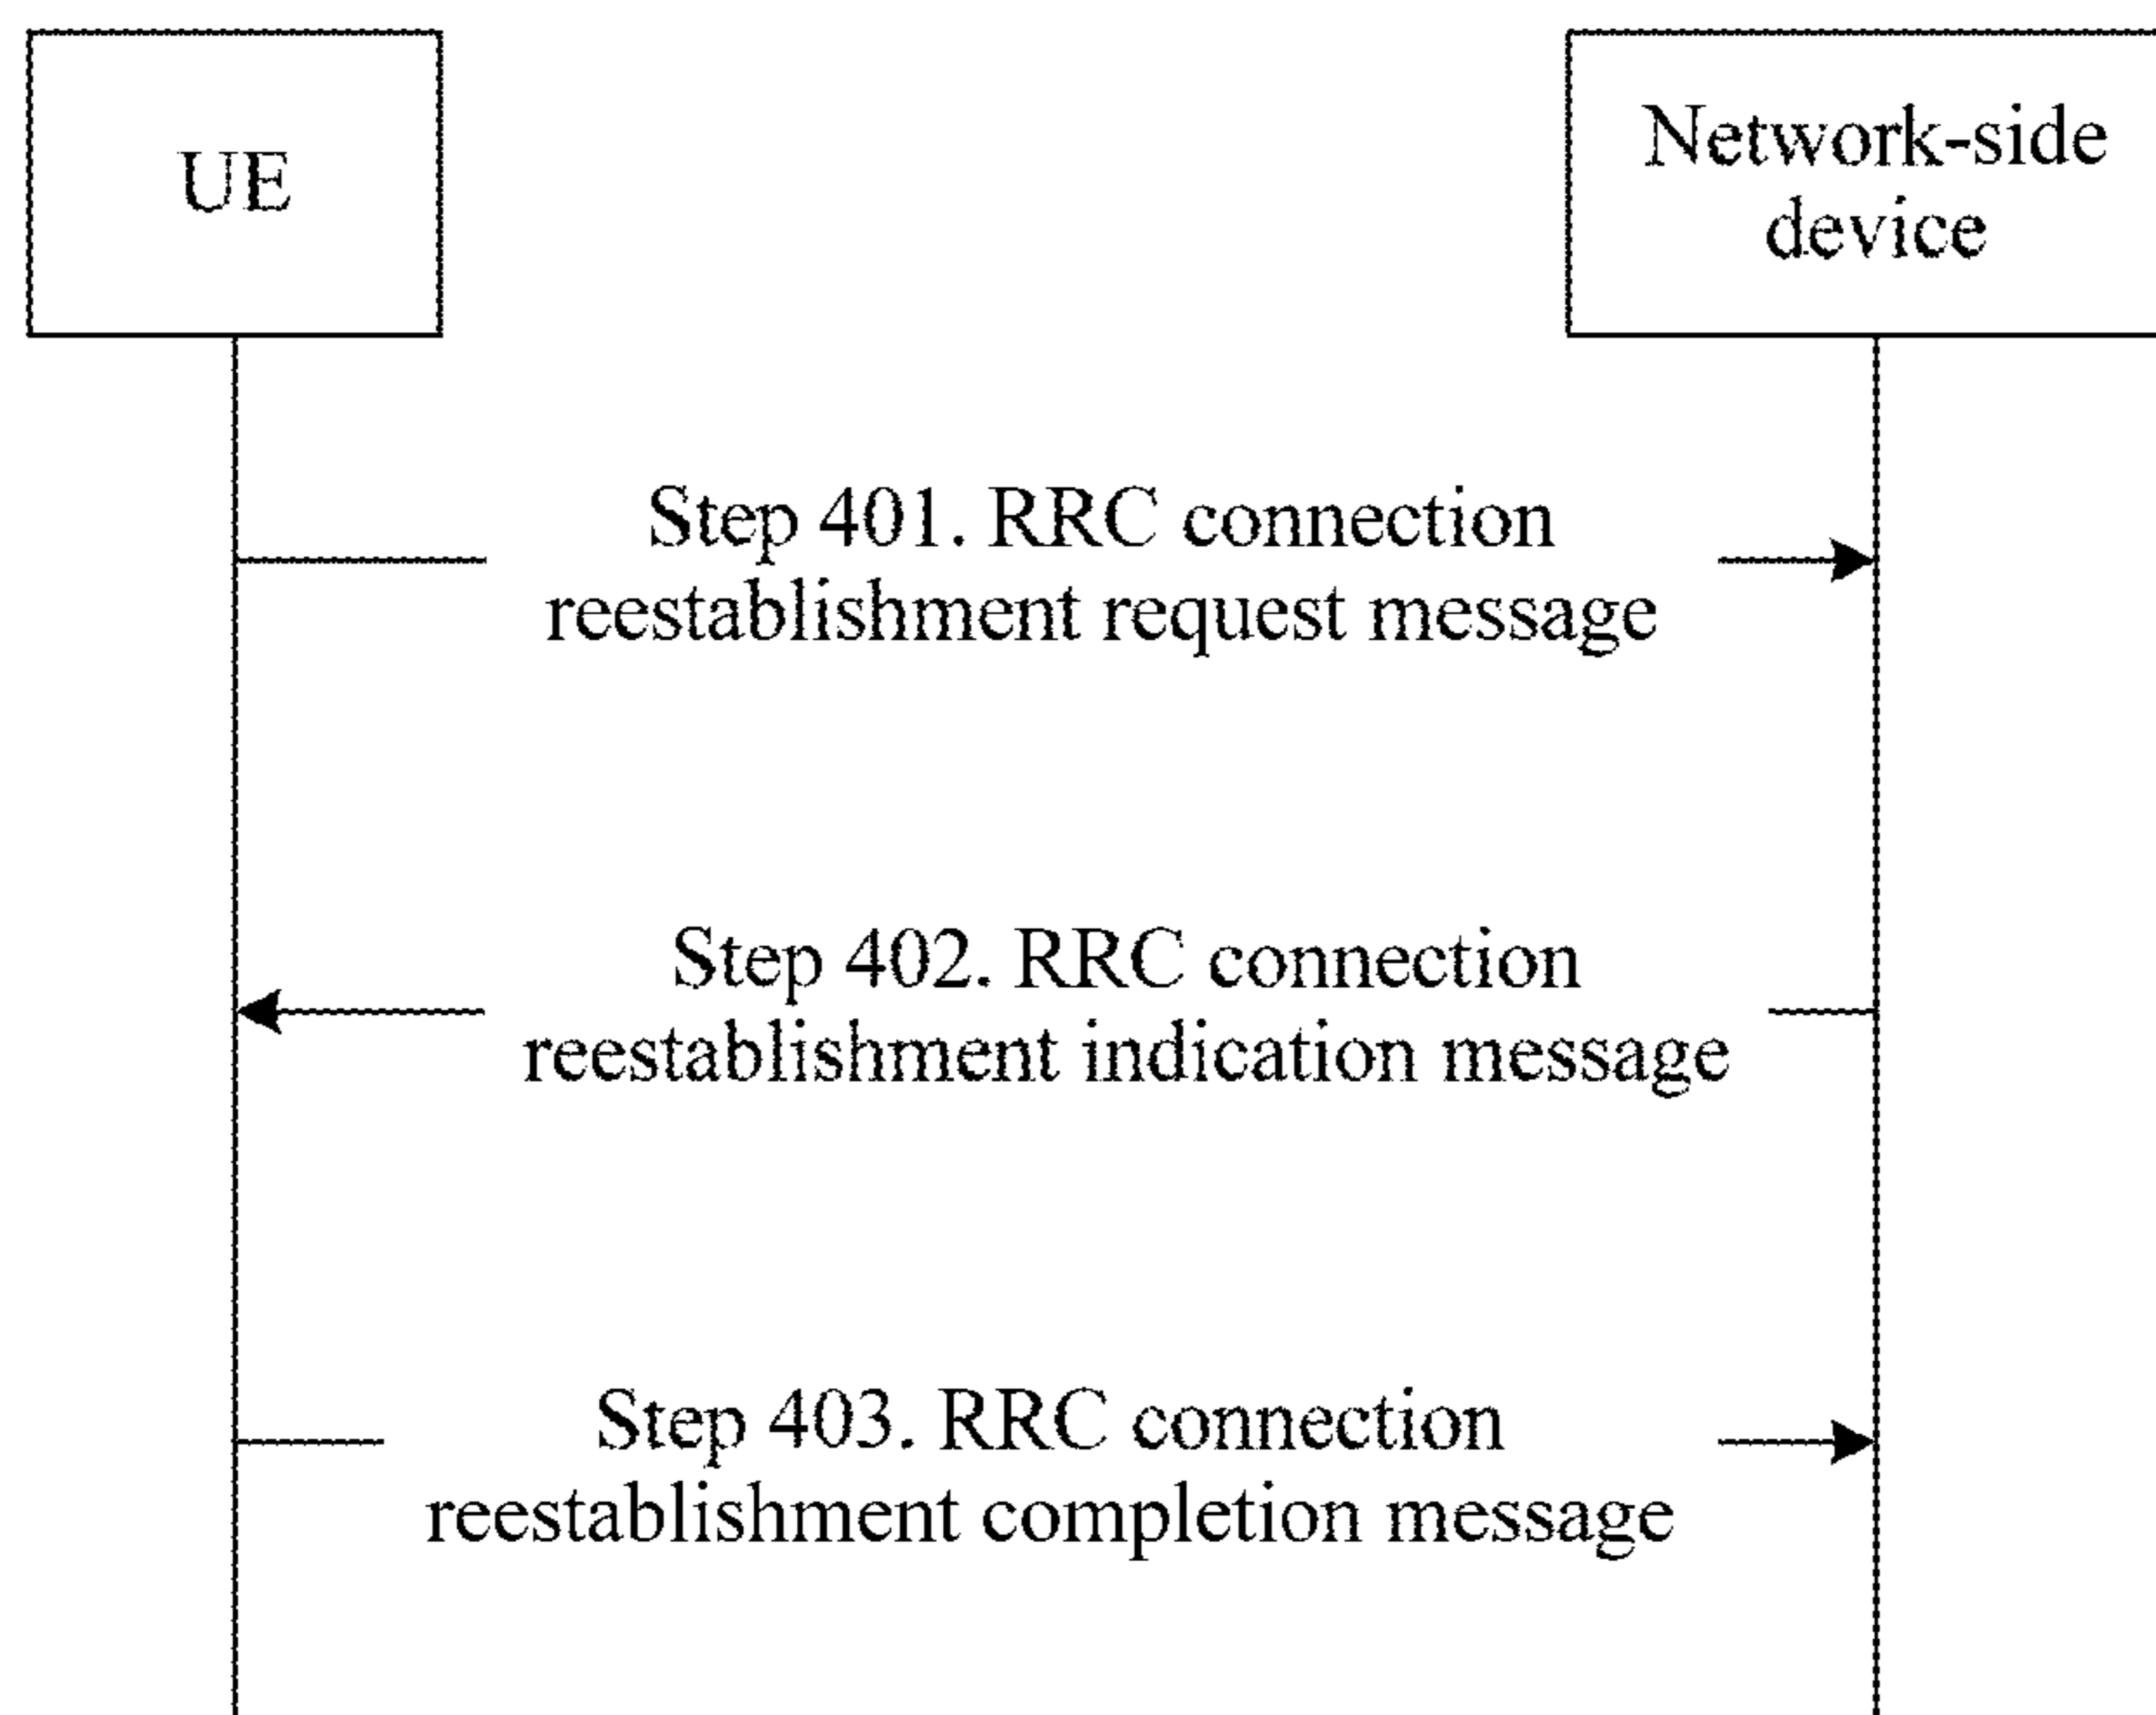 UE
Network-side
device
Step 401. RRC connection
reestablishment request message
Step 402. RRC connection
reestablishment indication message
Step 403. RRC connection
reestablishment completion message